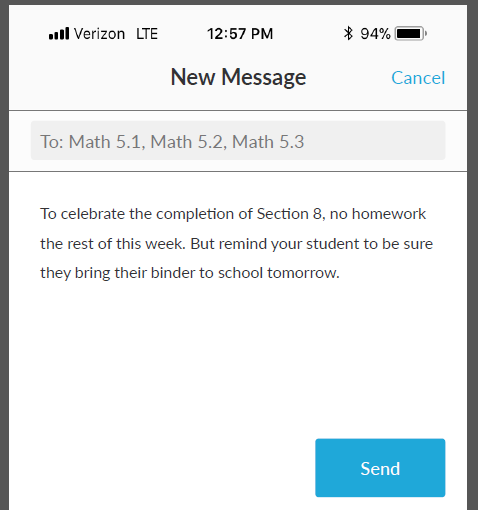 Verizon LTE 12:57 PM 94%
New Message Cancel
To: Math 5.1, Math 5.2, Math 5.3
To celebrate the completion of Section 8, no homework
the rest of this week. But remind your student to be sure
they bring their binder to school tomorrow.
Send